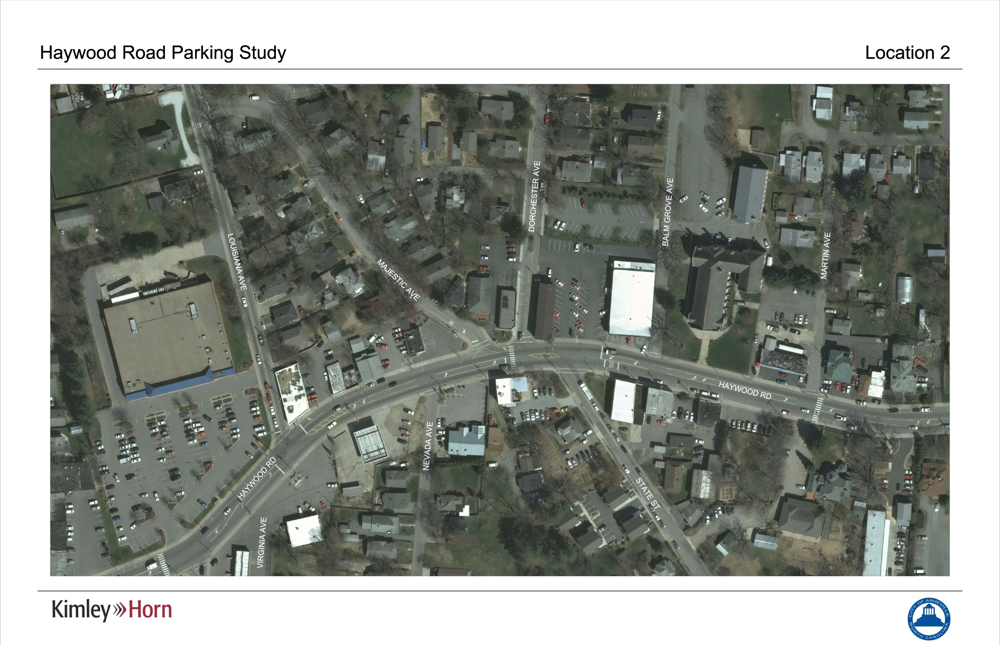 Haywood Road Parking Study
Location 2
LOUISIANA AVE
MAJESTIC AVE
DORCHESTER AVE
BALM GROVE AVE
MARTIN AVE
HAYWOOD RD
NEVADA AVE
HAYWOOD RD
STATE ST
VIRGINIA AVE
Kimley»Horn
CITY OF ASHEVILLE
NORTH CAROLINA